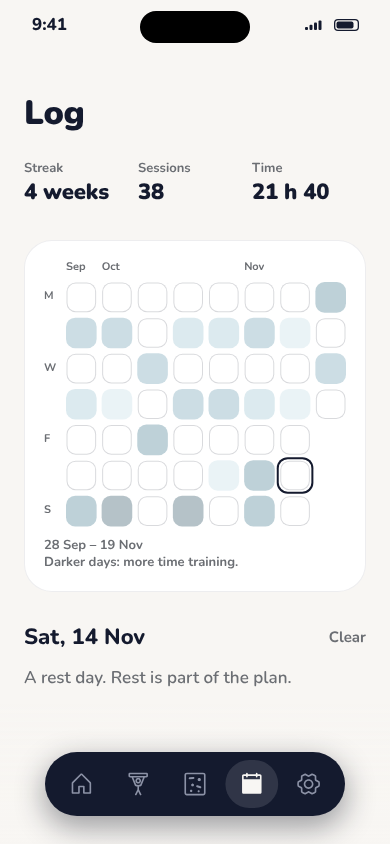 9:41
Log
Streak
4 weeks
Sessions
38
Time
21 h 40
Sep Oct Nov
M
W
F
S
28 Sep – 19 Nov
Darker days: more time training.
Sat, 14 Nov
Clear
A rest day. Rest is part of the plan.